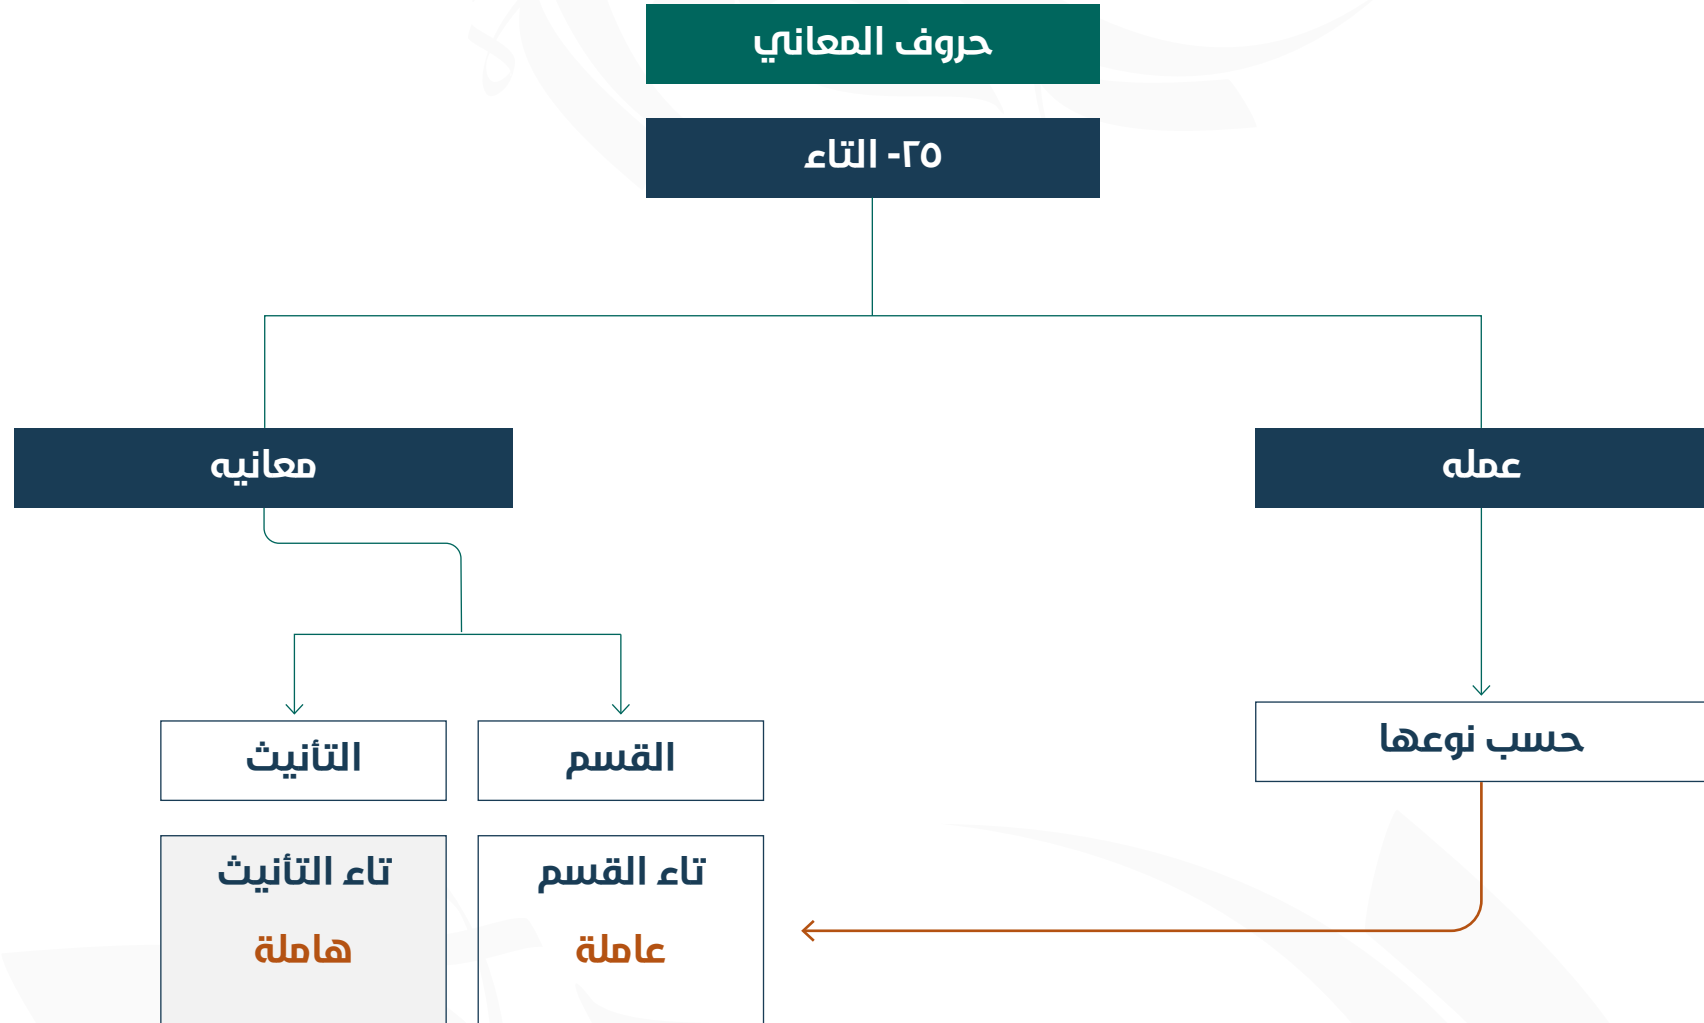 حروف المعاني
٢٥- التاء
عمله
معانيه
حسب نوعها
القسم
التأنيث
تاء القسم
عاملة
تاء التأنيث
هاملة